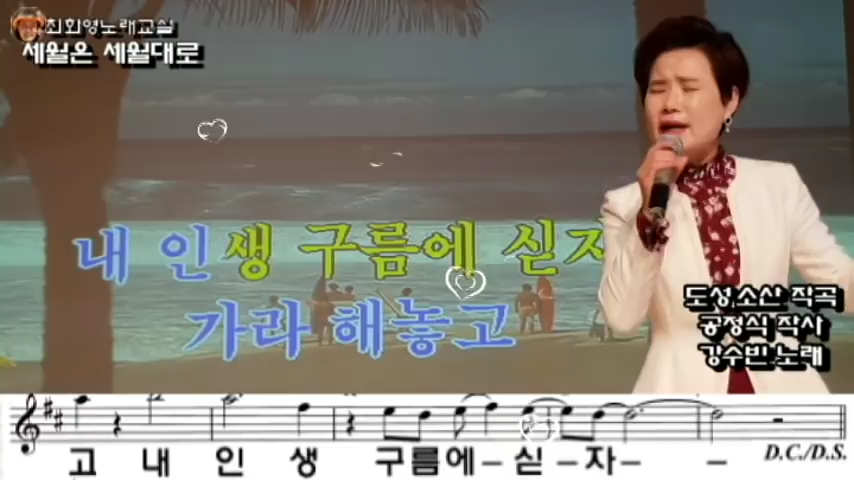 최화영노래교실
세월은 세월대로
내 인생 구름에 싣자
가라 해놓고
도성,소산 작곡
공정식 작사
강수빈.노래
고 내 인 생 구름에-싣-자- -
D.C./D.S.